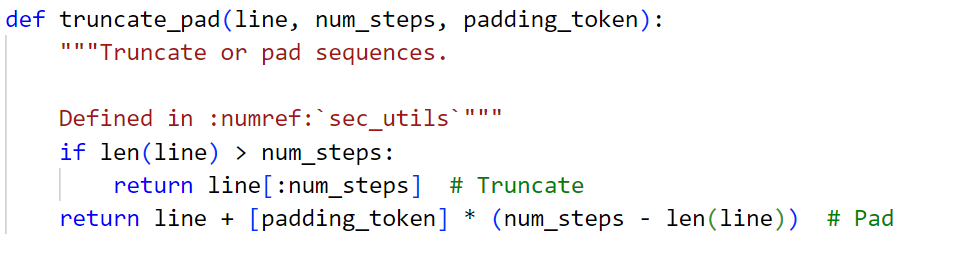 def truncate_pad(line, num_steps, padding_token):
    """Truncate or pad sequences.

    Defined in :numref:`sec_utils`"""
    if len(line) > num_steps:
        return line[:num_steps]  # Truncate
    return line + [padding_token] * (num_steps - len(line))  # Pad